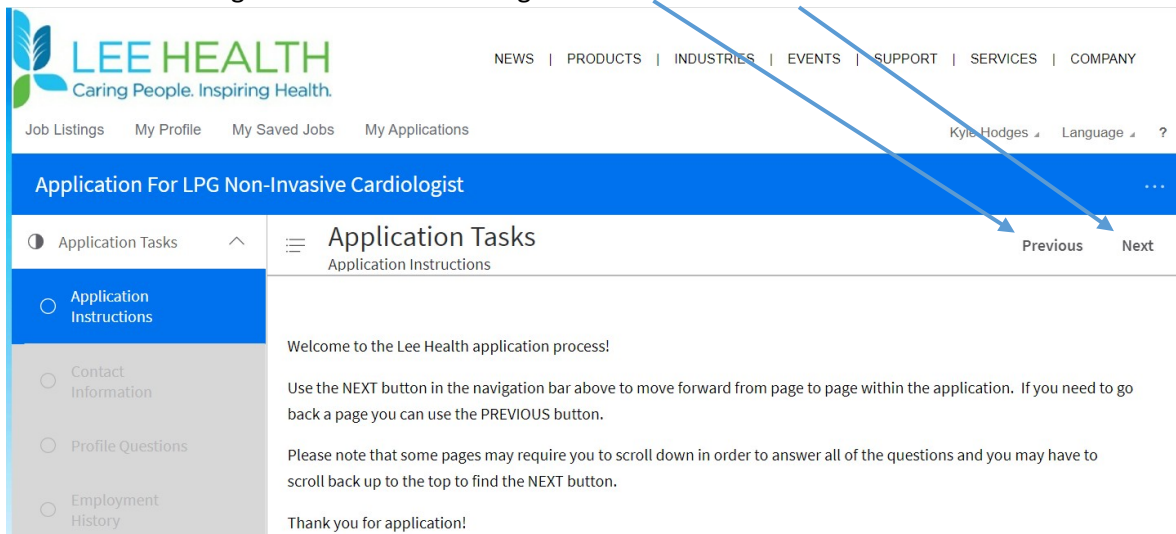 LEE HEALTH
Caring People. Inspiring Health.
NEWS | PRODUCTS | INDUSTRIES | EVENTS | SUPPORT | SERVICES | COMPANY
Job Listings My Profile My Saved Jobs My Applications
Kyle Hodges Language ?
Application For LPG Non-Invasive Cardiologist ...
Application Tasks
Application Tasks
Application Instructions
Previous Next
Application
Instructions
Contact
Information
Profile Questions
Employment
History
Welcome to the Lee Health application process!
Use the NEXT button in the navigation bar above to move forward from page to page within the application. If you need to go
back a page you can use the PREVIOUS button.
Please note that some pages may require you to scroll down in order to answer all of the questions and you may have to
scroll back up to the top to find the NEXT button.
Thank you for application!